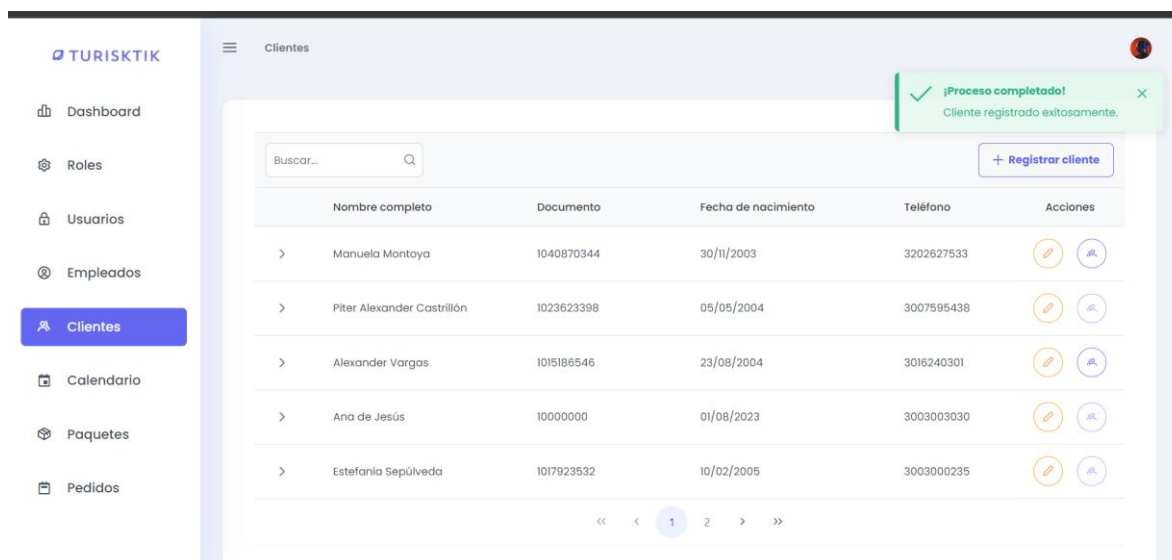 TURISKTIK
Clientes
¡Proceso completado!
Cliente registrado exitosamente.
Dashboard
Roles
Usuarios
Empleados
Clientes
Calendario
Paquetes
Pedidos
Buscar...
+ Registrar cliente
Nombre completo Documento Fecha de nacimiento Teléfono Acciones
Manuela Montoya 1040870344 30/11/2003 3202627533
Piter Alexander Castrillón 1023623398 05/05/2004 3007595438
Alexander Vargas 1015186546 23/08/2004 3016240301
Ana de Jesús 10000000 01/08/2023 3003003030
Estefanía Sepúlveda 1017923532 10/02/2005 3003000235
« ‹ 1 2 › »